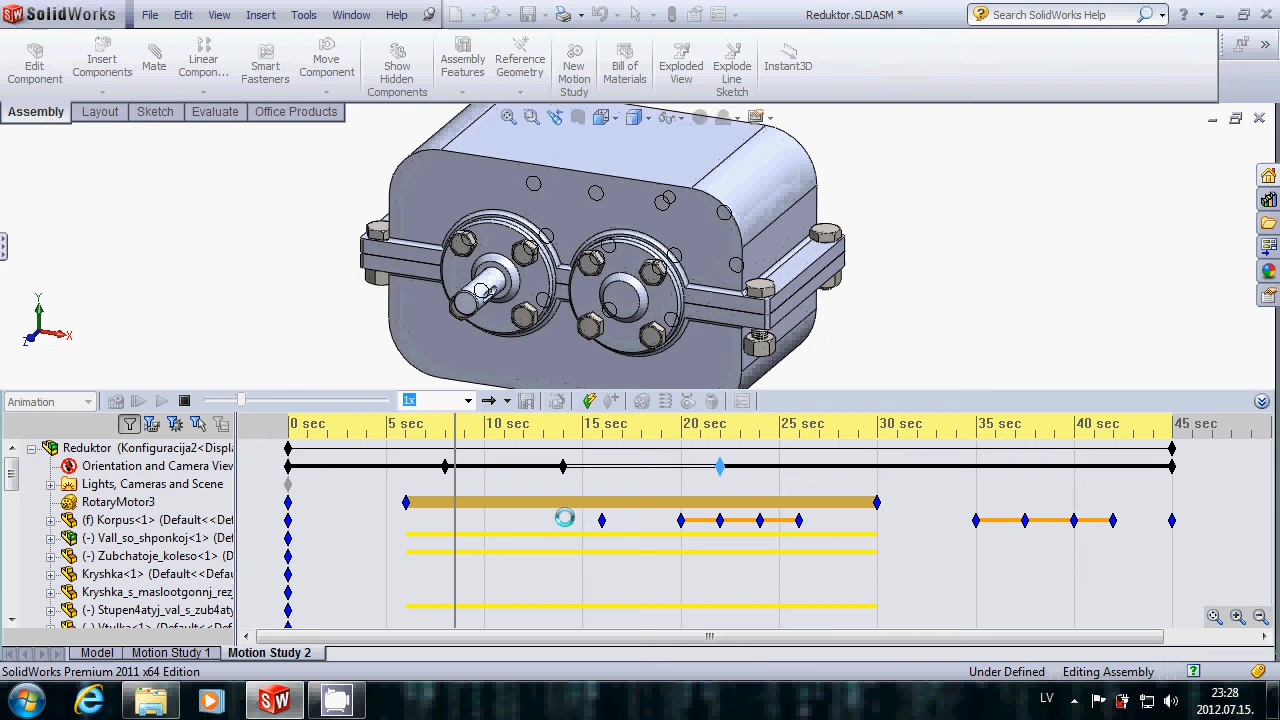 SolidWorks File Edit View Insert Tools Window Help Reduktor.SLDASM * Search SolidWorks Help
Edit Component
Insert Components
Mate
Linear Compon...
Smart Fasteners
Move Component
Show Hidden Components
Assembly Features
Reference Geometry
New Motion Study
Bill of Materials
Exploded View
Explode Line Sketch
Instant3D
Assembly Layout Sketch Evaluate Office Products
Y
X
Z
Animation 1x
0 sec 5 sec 10 sec 15 sec 20 sec 25 sec 30 sec 35 sec 40 sec 45 sec
Reduktor (Konfiguracija2<Displ
Orientation and Camera View
Lights, Cameras and Scene
RotaryMotor3
(f) Korpus<1> (Default<<Def
(-) Vall_so_shponkoj<1> (Def
(-) Zubchatoje_koleso<1> (D
Kryshka<1> (Default<<Defa
Kryshka_s_maslootgonnj_rez
(-) Stupen4atyj_val_s_zub4aty
Model Motion Study 1 Motion Study 2
SolidWorks Premium 2011 x64 Edition Under Defined Editing Assembly
LV 23:28
2012.07.15.